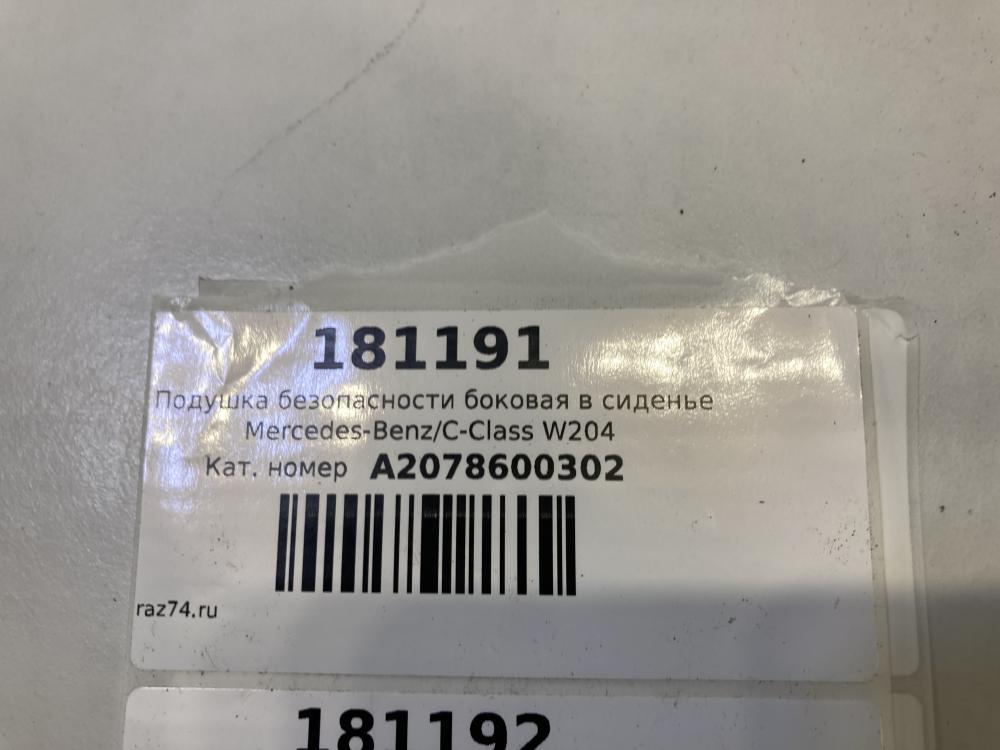 181191
Подушка безопасности боковая в сиденье
Mercedes-Benz/C-Class W204
Кат. номер A2078600302
raz74.ru
181192